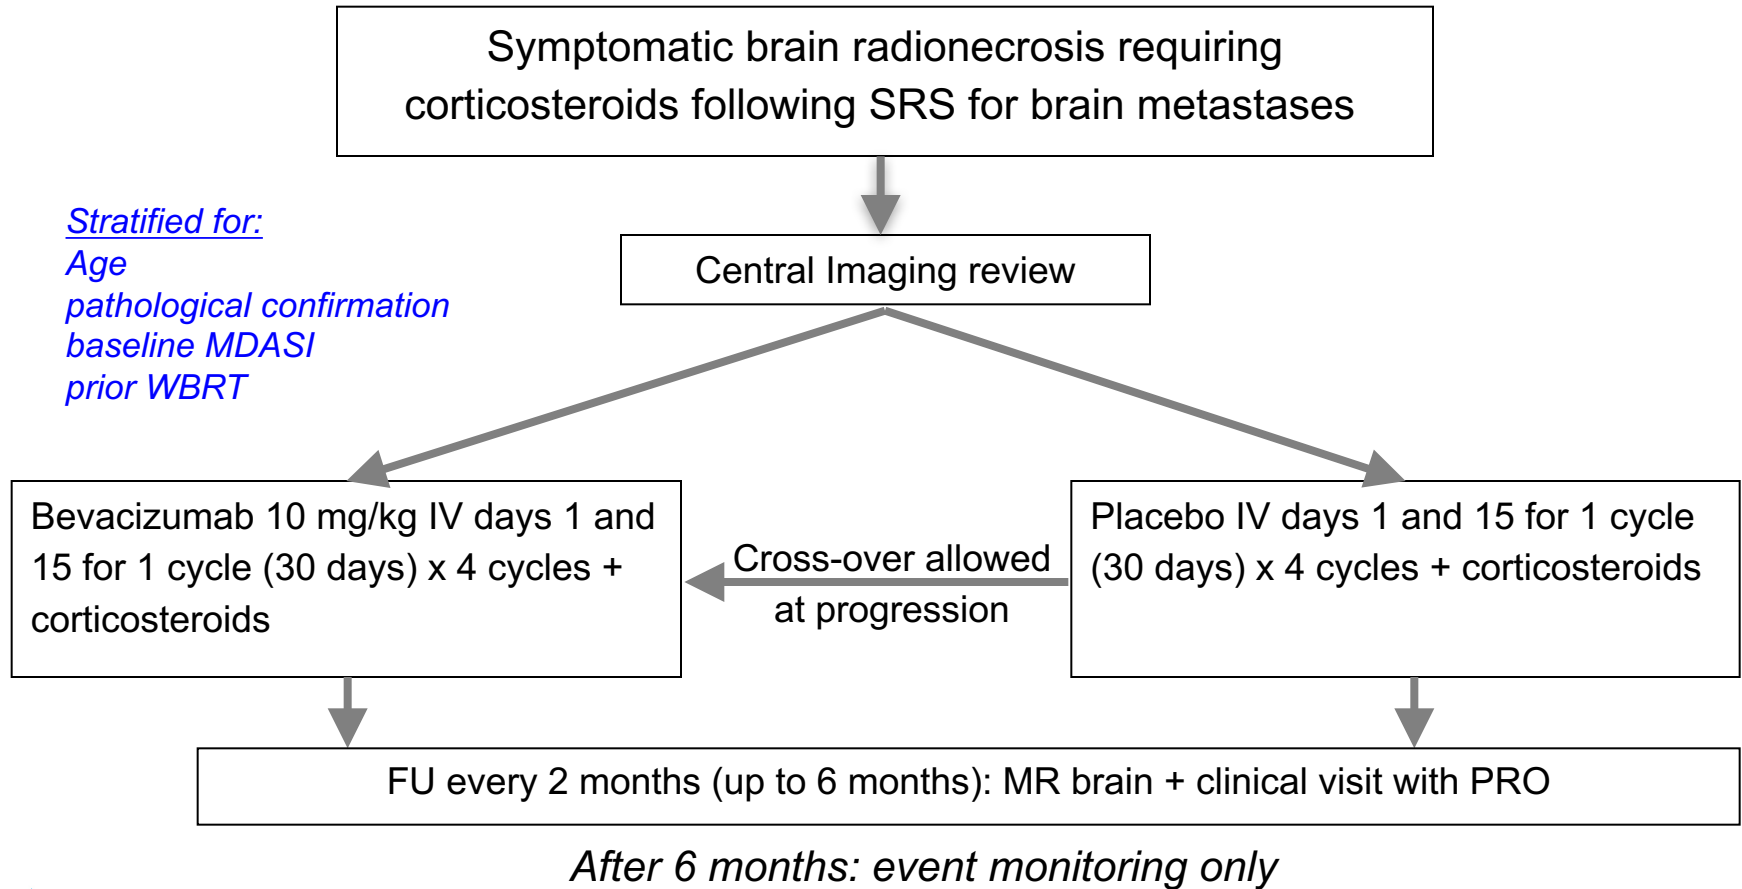 Symptomatic brain radionecrosis requiring
corticosteroids following SRS for brain metastases
Stratified for:
Age
pathological confirmation
baseline MDASI
prior WBRT
Central Imaging review
Bevacizumab 10 mg/kg IV days 1 and
15 for 1 cycle (30 days) x 4 cycles +
corticosteroids
Cross-over allowed
at progression
Placebo IV days 1 and 15 for 1 cycle
(30 days) x 4 cycles + corticosteroids
FU every 2 months (up to 6 months): MR brain + clinical visit with PRO
After 6 months: event monitoring only